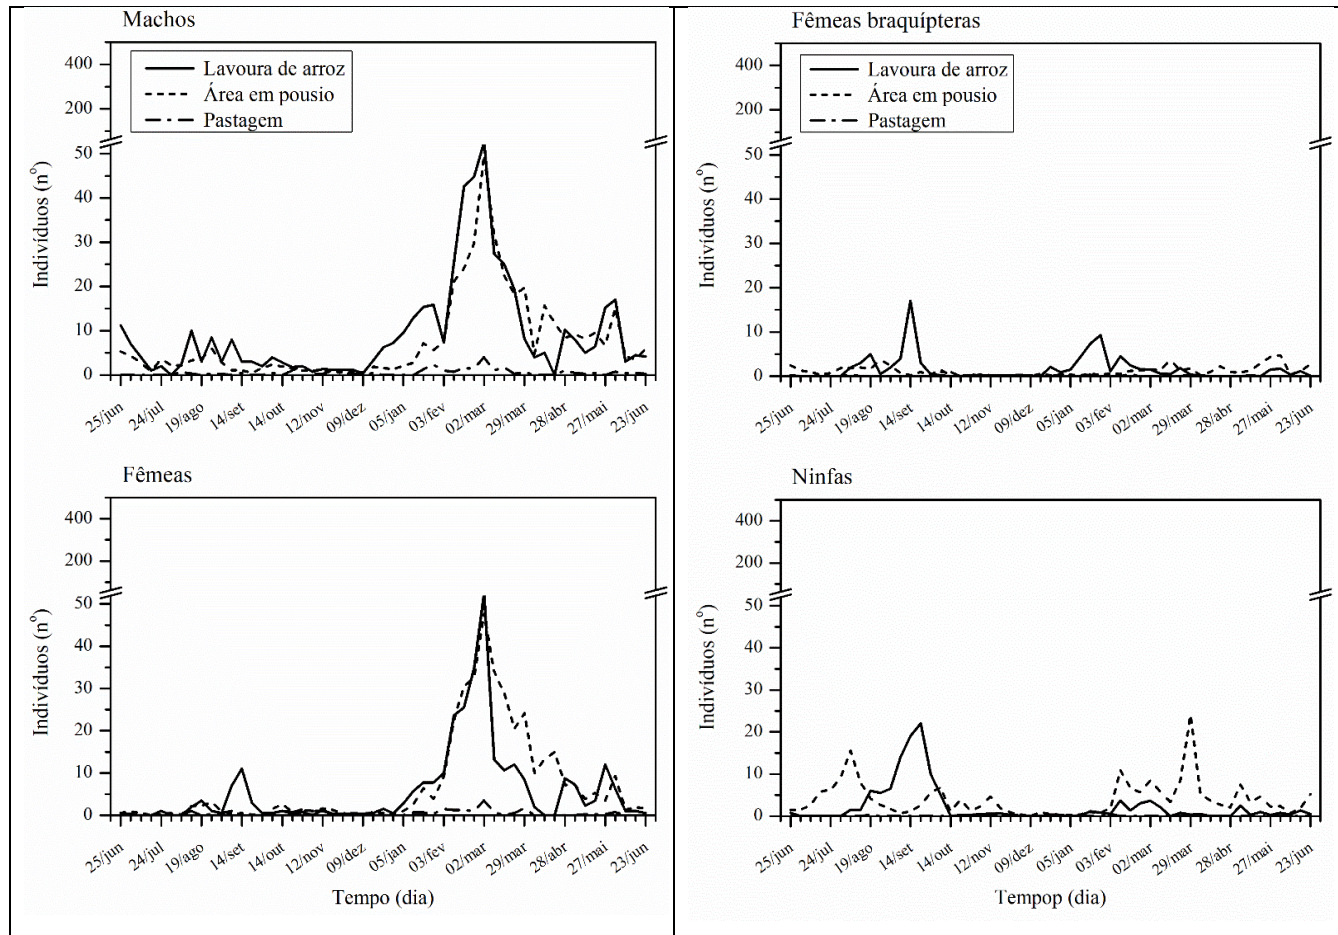 Machos
400
200
50
40
30
20
10
0
Indivíduos (nº)
Lavoura de arroz
Área em pousio
Pastagem
25/jun 24/jul 19/ago 14/set 14/out 12/nov 09/dez 05/jan 03/fev 02/mar 29/mar 28/abr 27/mai 23/jun
Fêmeas braquípteras
400
200
50
40
30
20
10
0
Indivíduos (nº)
Lavoura de arroz
Área em pousio
Pastagem
25/jun 24/jul 19/ago 14/set 14/out 12/nov 09/dez 05/jan 03/fev 02/mar 29/mar 28/abr 27/mai 23/jun
Fêmeas
400
200
50
40
30
20
10
0
Indivíduos (nº)
25/jun 24/jul 19/ago 14/set 14/out 12/nov 09/dez 05/jan 03/fev 02/mar 29/mar 28/abr 27/mai 23/jun
Tempo (dia)
Ninfas
400
200
50
40
30
20
10
0
Indivíduos (nº)
25/jun 24/jul 19/ago 14/set 14/out 12/nov 09/dez 05/jan 03/fev 02/mar 29/mar 28/abr 27/mai 23/jun
Tempop (dia)